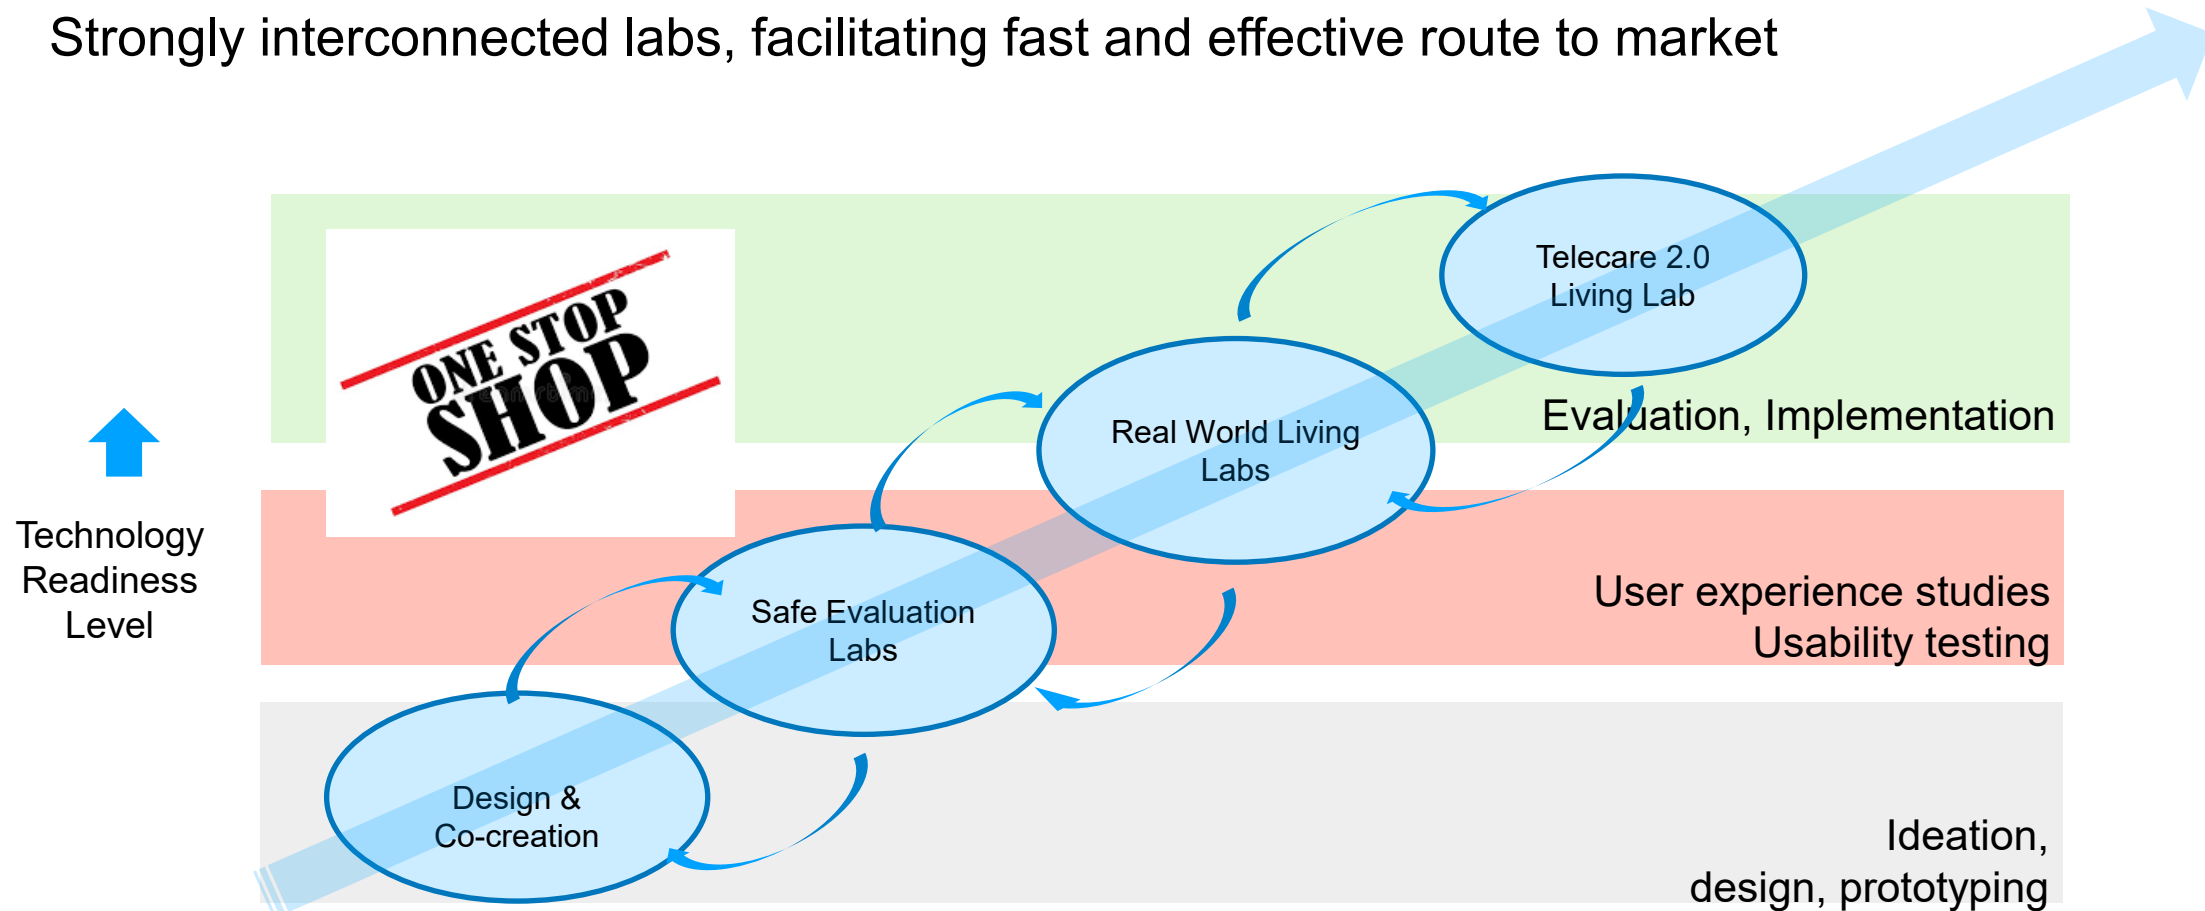 Strongly interconnected labs, facilitating fast and effective route to market
ONE STOP
SHOP
Telecare 2.0
Living Lab
Evaluation, Implementation
Real World Living
Labs
Technology
Readiness
Level
User experience studies
Usability testing
Safe Evaluation
Labs
Design &
Co-creation
Ideation,
design, prototyping